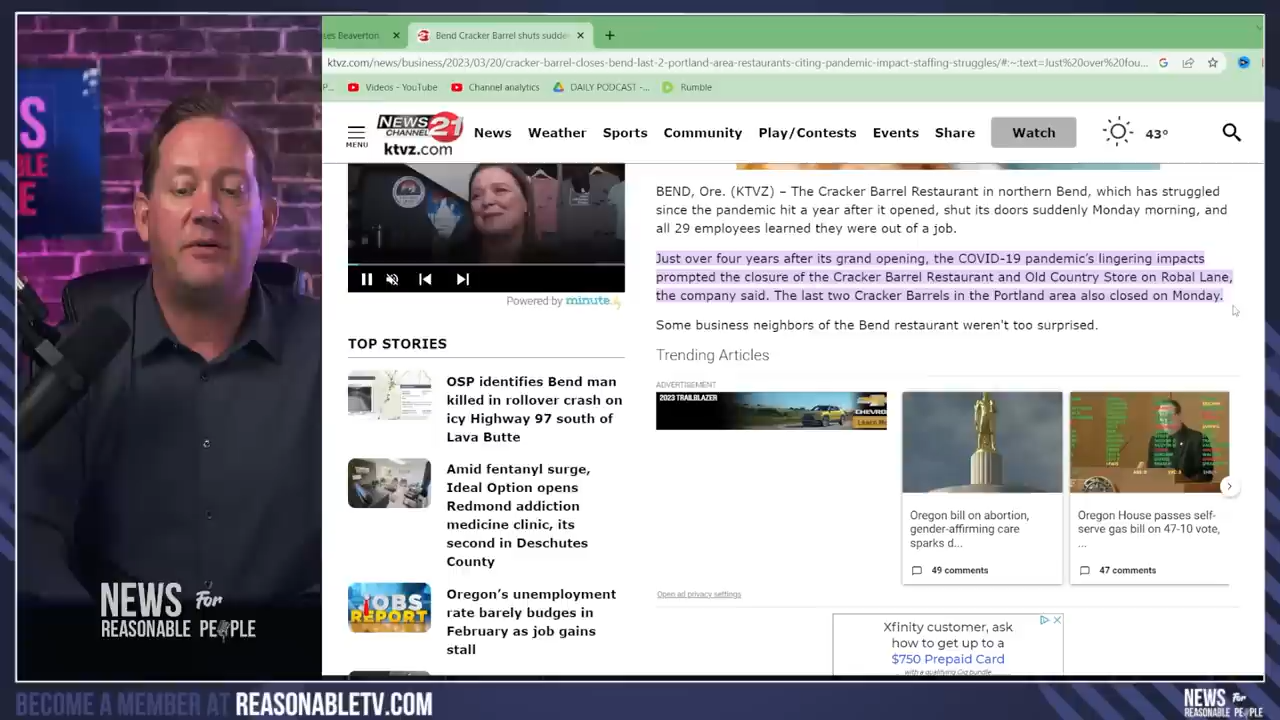 ses Beaverton
Bend Cracker Barrel shuts sudde
ktvz.com/news/business/2023/03/20/cracker-barrel-closes-bend-last-2-portland-area-restaurants-citing-pandemic-impact-staffing-struggles/#:~:text=Just%20over%20fou...
P...
Videos - YouTube
Channel analytics
DAILY PODCAST -...
Rumble
MENU
NEWS
CHANNEL 21
ktvz.com
News
Weather
Sports
Community
Play/Contests
Events
Share
Watch
43°
BEND, Ore. (KTVZ) – The Cracker Barrel Restaurant in northern Bend, which has struggled
since the pandemic hit a year after it opened, shut its doors suddenly Monday morning, and
all 29 employees learned they were out of a job.
Just over four years after its grand opening, the COVID-19 pandemic's lingering impacts
prompted the closure of the Cracker Barrel Restaurant and Old Country Store on Robal Lane,
the company said. The last two Cracker Barrels in the Portland area also closed on Monday.
Some business neighbors of the Bend restaurant weren't too surprised.
Powered by minute.ly
TOP STORIES
OSP identifies Bend man
killed in rollover crash on
icy Highway 97 south of
Lava Butte
Amid fentanyl surge,
Ideal Option opens
Redmond addiction
medicine clinic, its
second in Deschutes
County
JOBS
REPORT
Oregon's unemployment
rate barely budges in
February as job gains
stall
Trending Articles
ADVERTISEMENT
2023 TRAILBLAZER
CHEVROL
Oregon bill on abortion,
gender-affirming care
sparks d...
49 comments
Oregon House passes self-
serve gas bill on 47-10 vote,
...
47 comments
Open ad privacy settings
Xfinity customer, ask
how to get up to a
$750 Prepaid Card
with a qualifying Gig bundle
NEWS For
REASONABLE PEOPLE
BECOME A MEMBER AT REASONABLETV.COM
NEWS For
REASONABLE PEOPLE